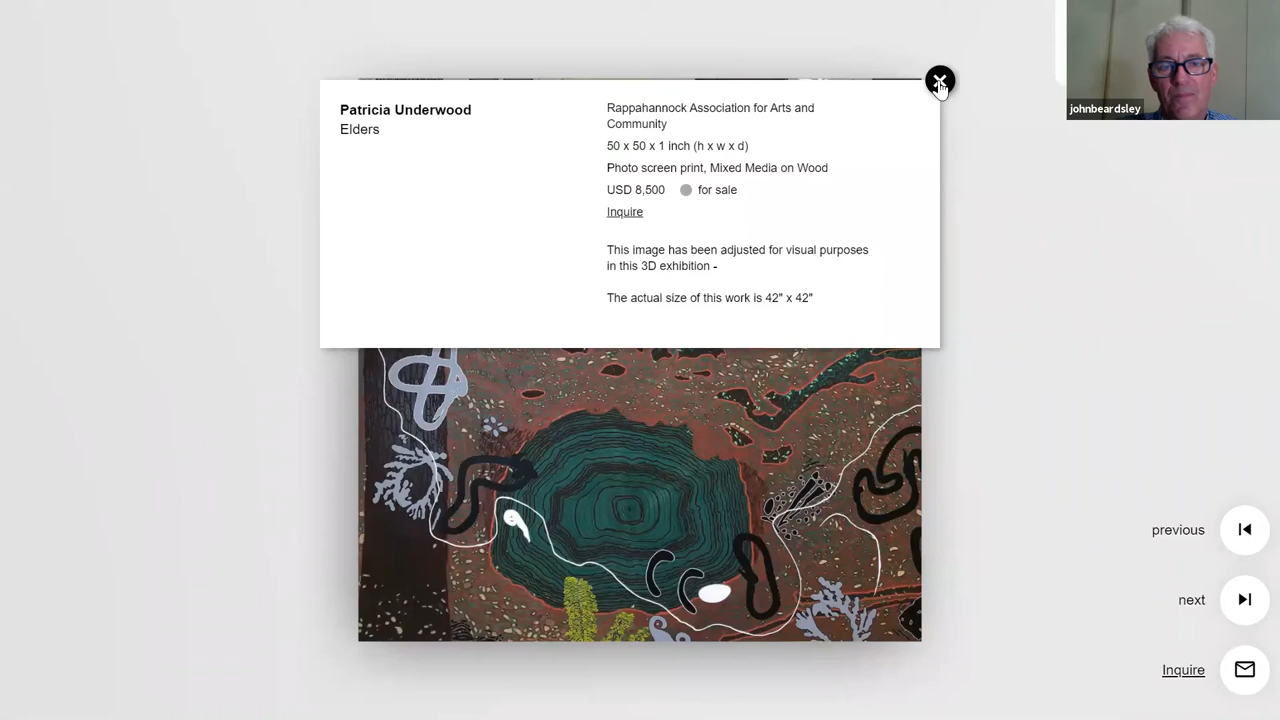 johnbeardsley
Patricia Underwood
Elders
Rappahannock Association for Arts and
Community
50 x 50 x 1 inch (h x w x d)
Photo screen print, Mixed Media on Wood
USD 8,500 for sale
Inquire
This image has been adjusted for visual purposes
in this 3D exhibition -
The actual size of this work is 42" x 42"
previous
next
Inquire